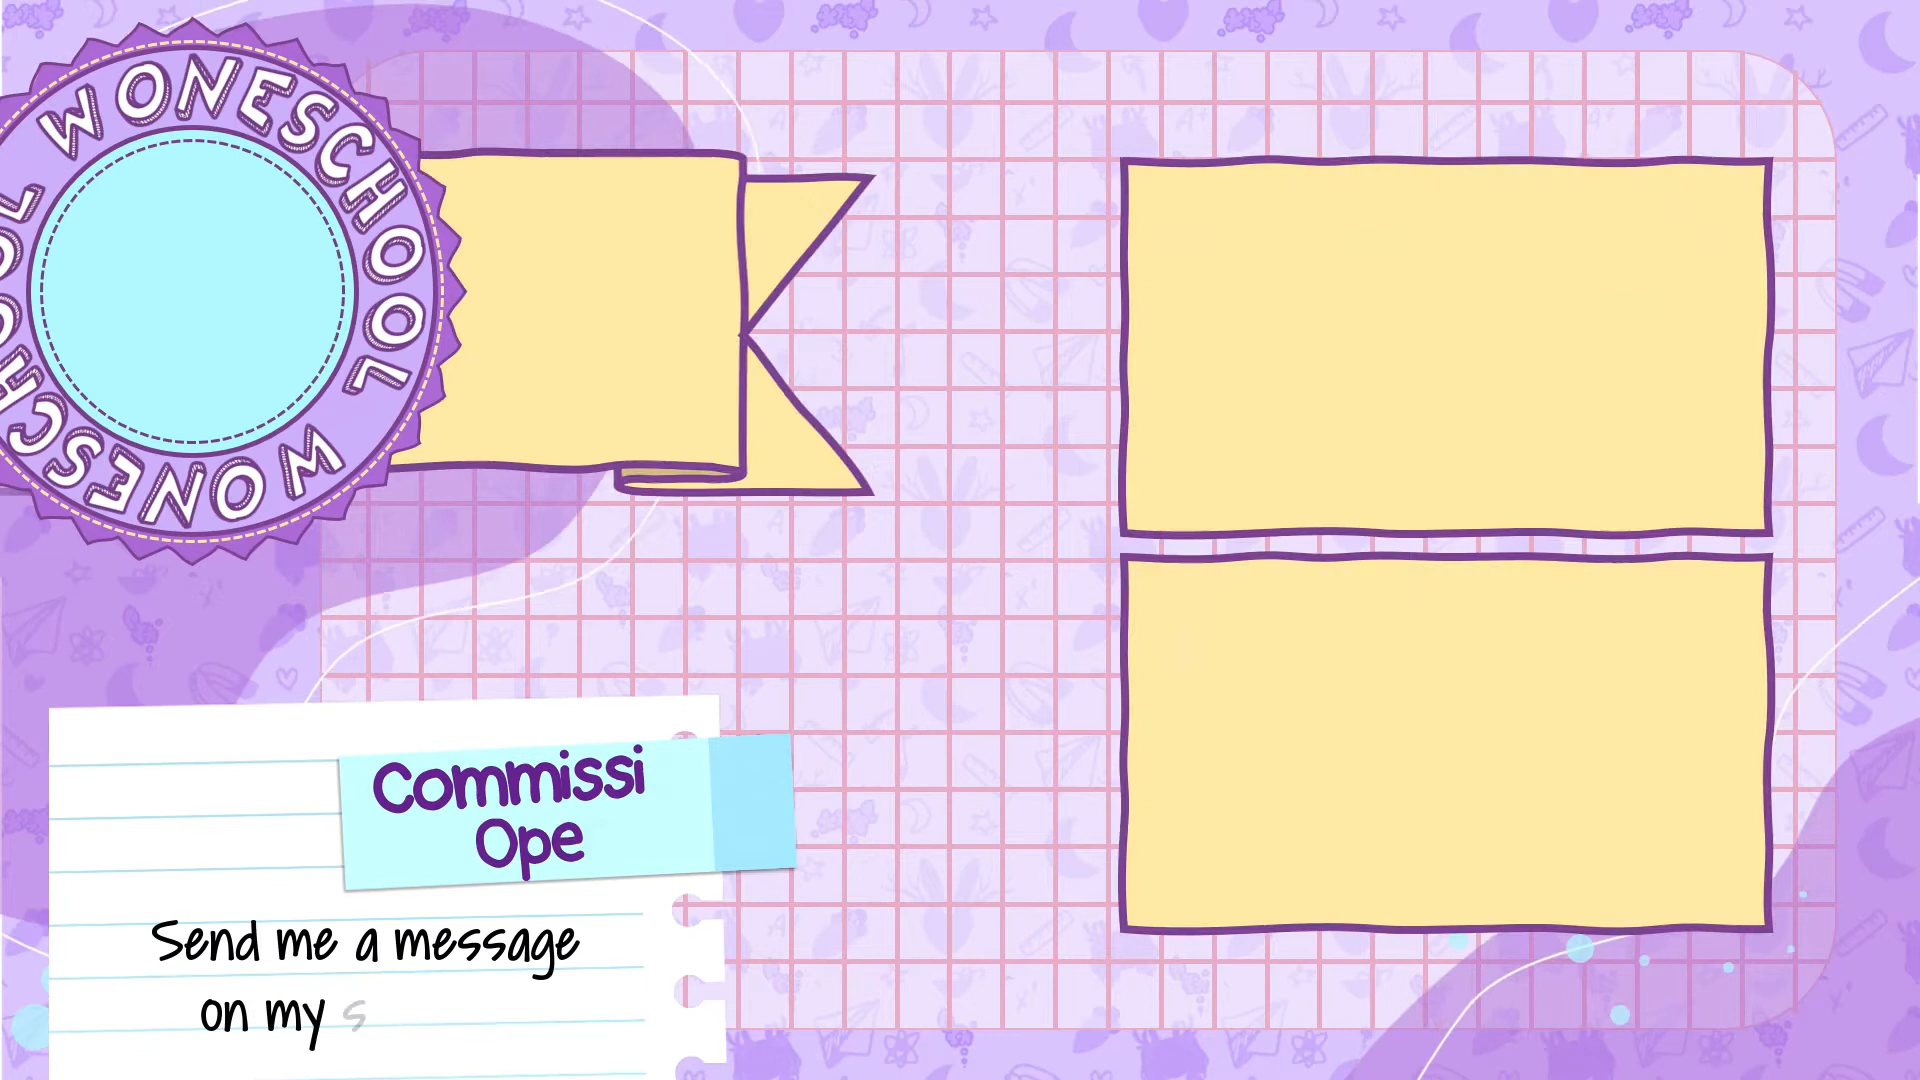 WONESCHOOL
WONESCHOOL
Commissi
Ope
Send me a message
on my s